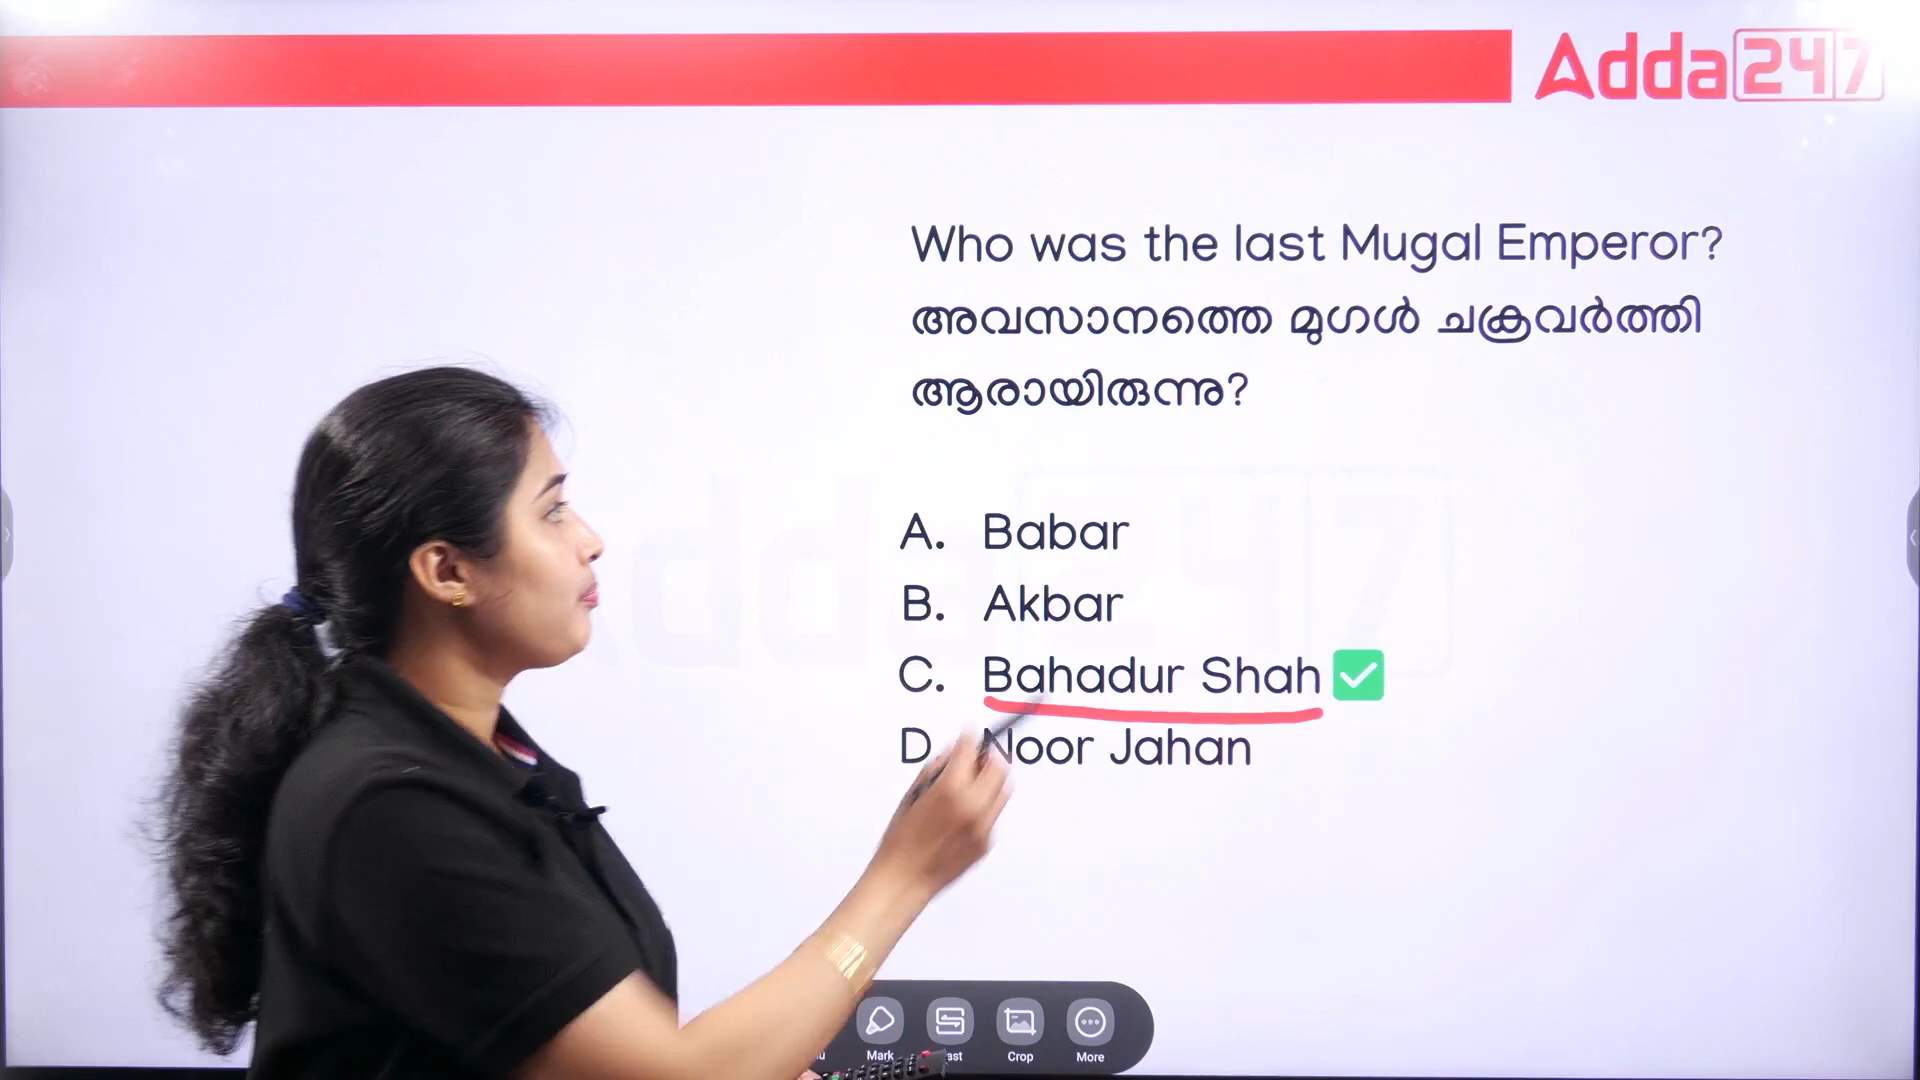 Adda247
Who was the last Mugal Emperor?
അവസാനത്തെ മുഗൾ ചക്രവർത്തി
ആരായിരുന്നു?
A. Babar
B. Akbar
C. Bahadur Shah
D. Noor Jahan
Mark Crop More